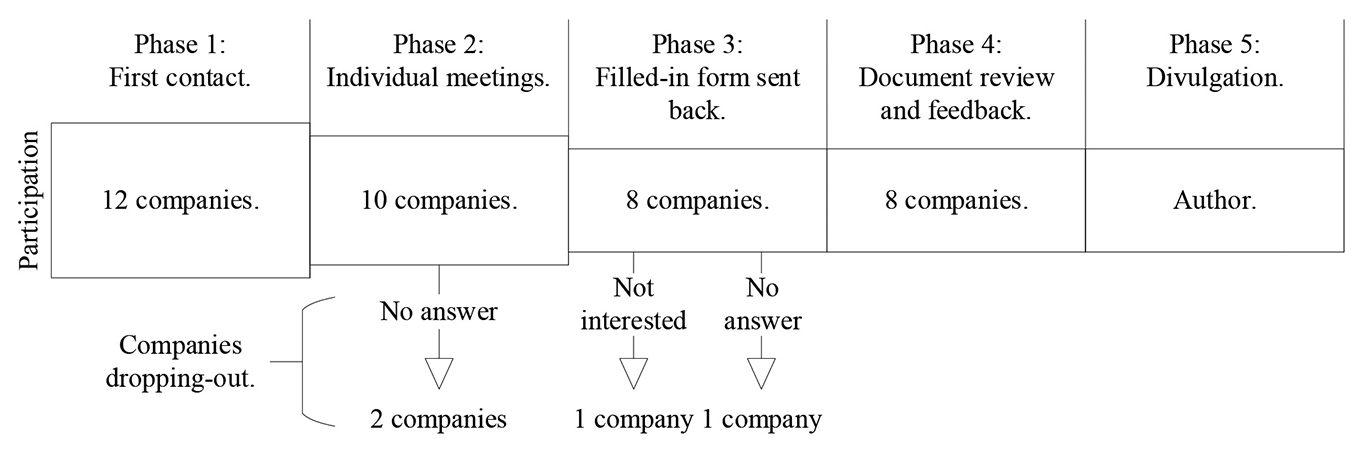 Phase 1:
First contact.
Phase 2:
Individual meetings.
Phase 3:
Filled-in form sent
back.
Phase 4:
Document review
and feedback.
Phase 5:
Divulgation.
Participation
12 companies.
10 companies.
8 companies.
8 companies.
Author.
Companies
dropping-out.
No answer
2 companies
Not
interested
1 company
No
answer
1 company